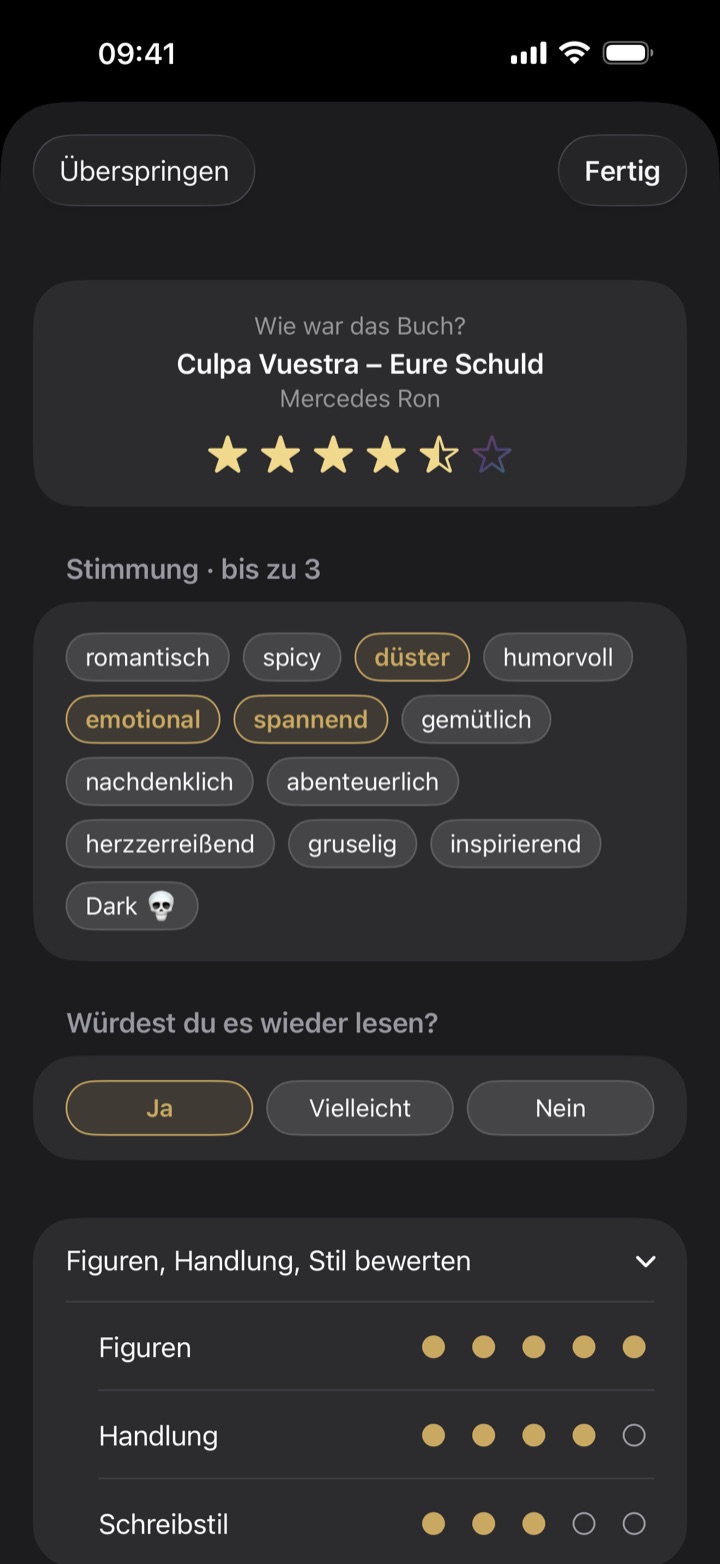 09:41
Überspringen
Fertig
Wie war das Buch?
Culpa Vuestra – Eure Schuld
Mercedes Ron
Stimmung · bis zu 3
romantisch spicy düster humorvoll
emotional spannend gemütlich
nachdenklich abenteuerlich
herzzerreißend gruselig inspirierend
Dark 💀
Würdest du es wieder lesen?
Ja Vielleicht Nein
Figuren, Handlung, Stil bewerten
Figuren
Handlung
Schreibstil